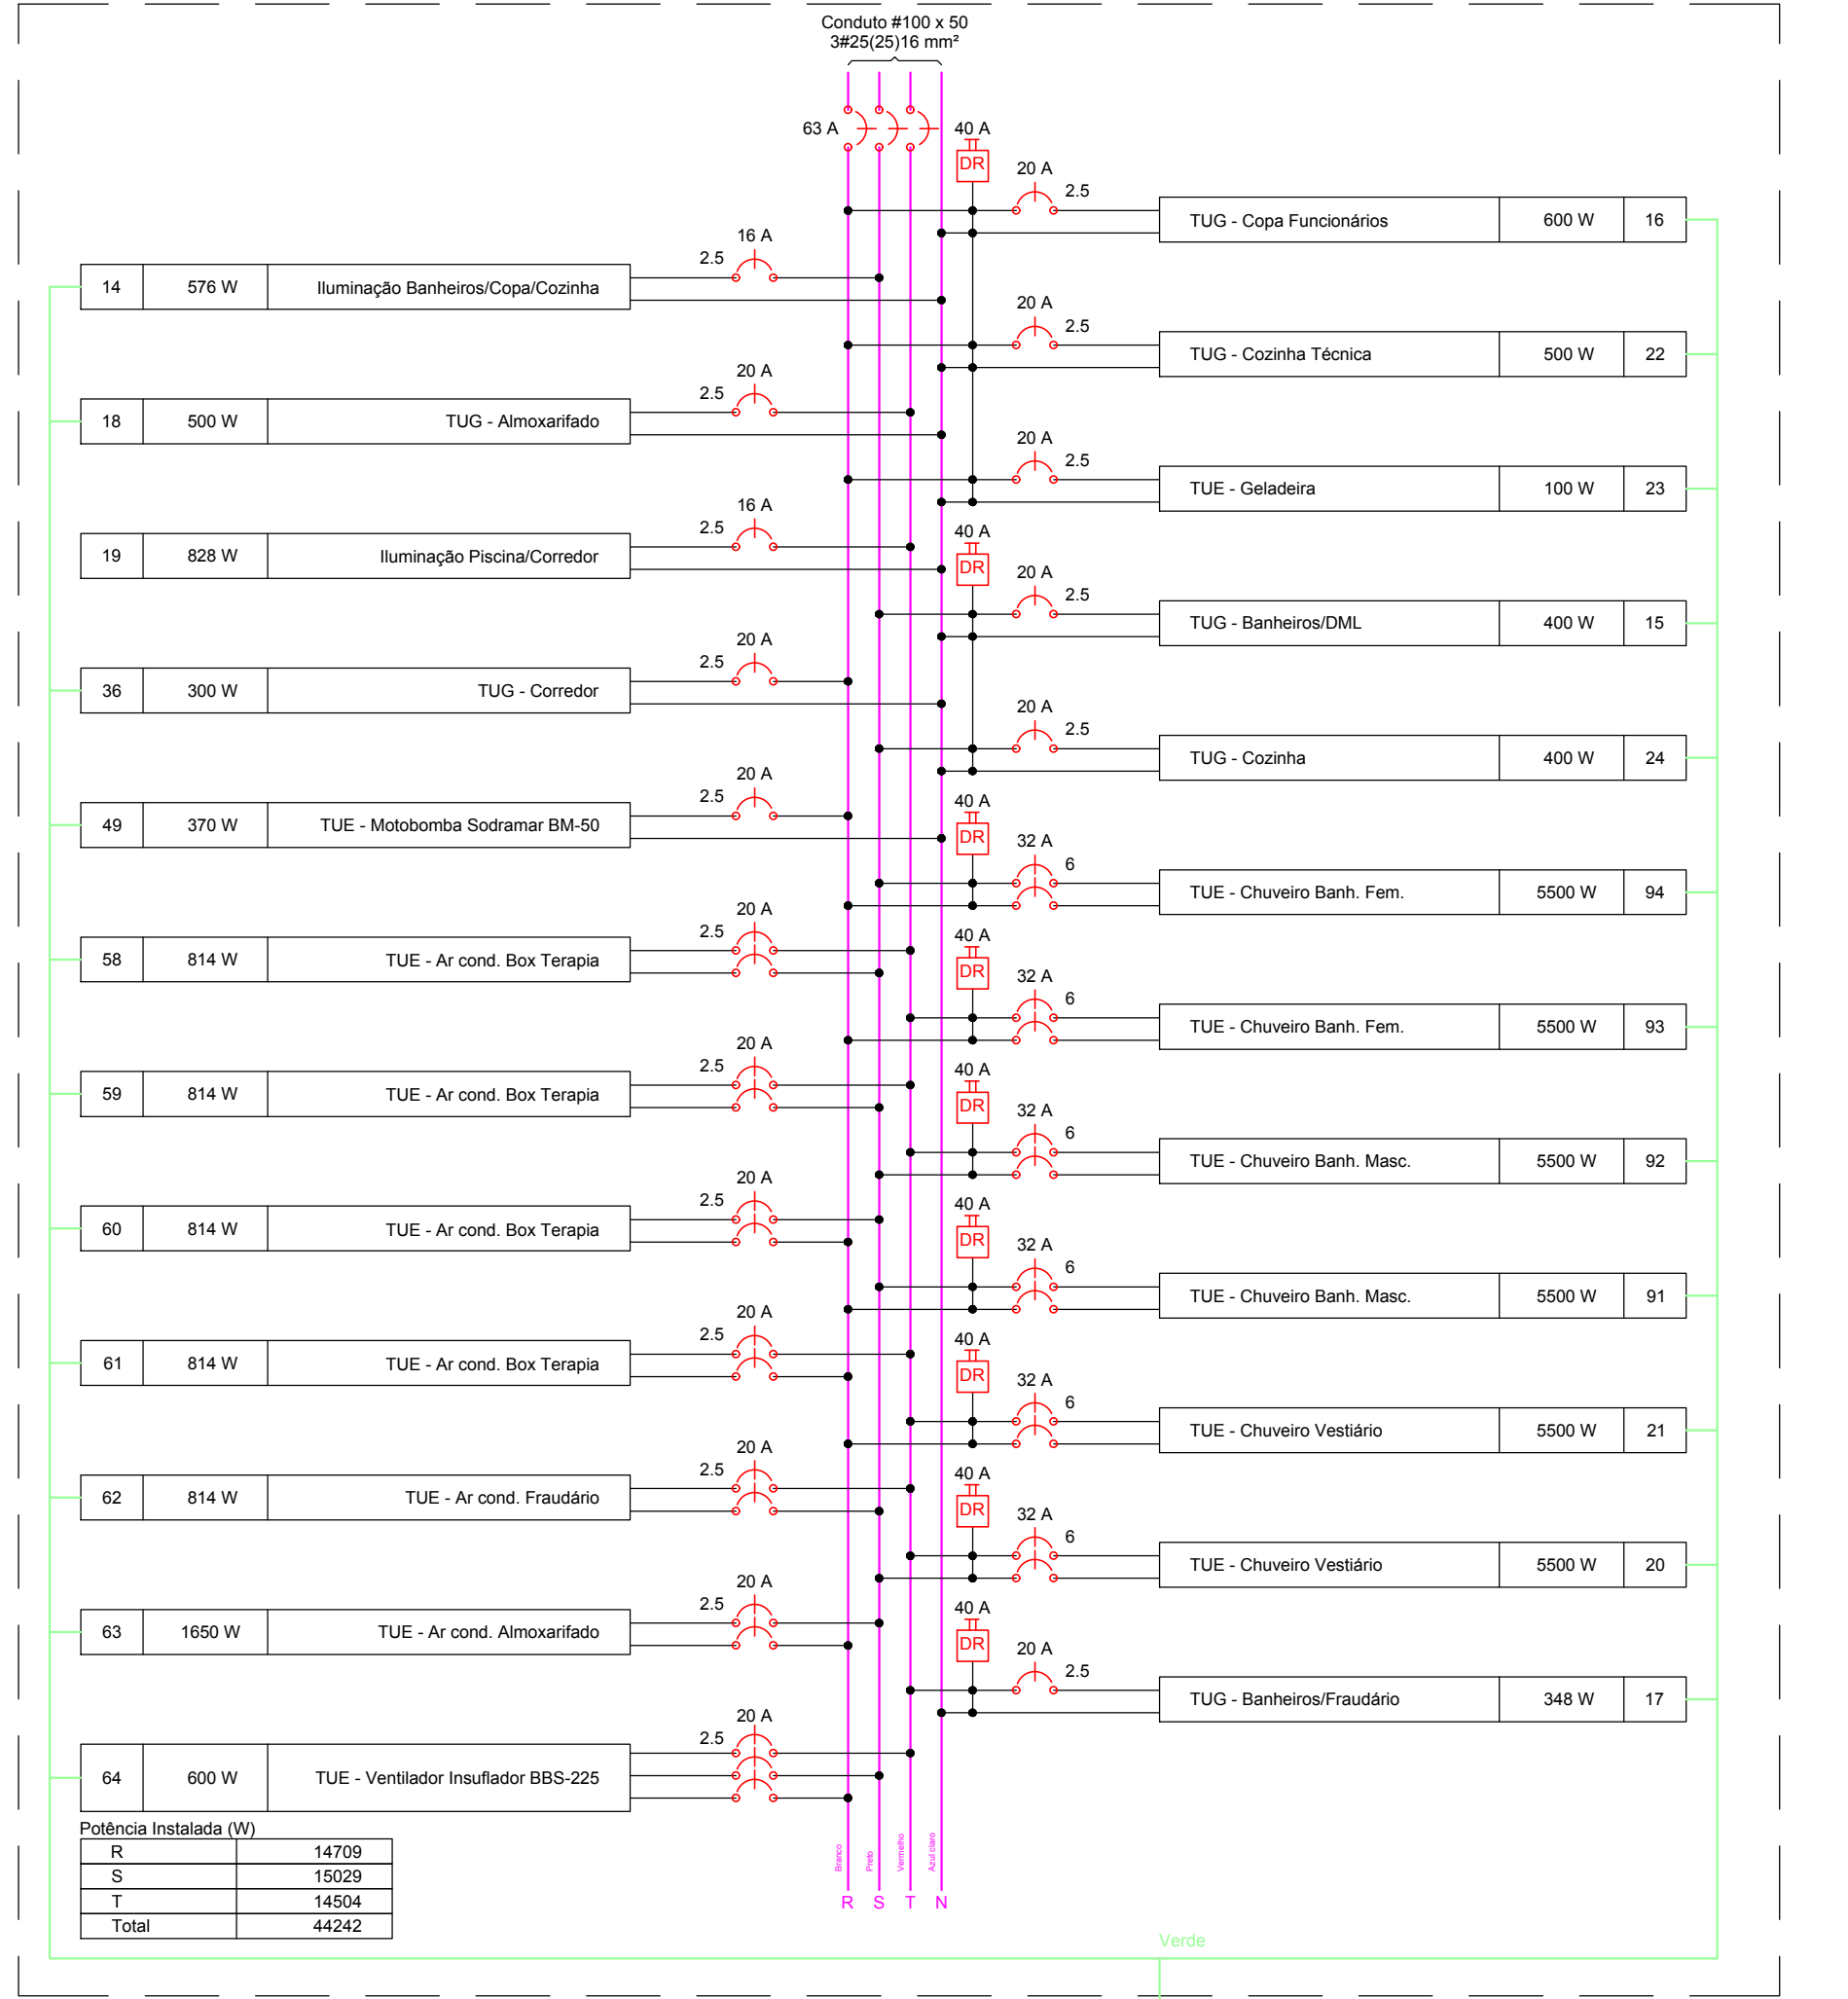 Conduto #100 x 50
3#25(25)16 mm²
63 A
40 A
DR
20 A
2.5
TUG - Copa Funcionários 600 W 16
16 A
2.5
14 576 W Iluminação Banheiros/Copa/Cozinha
20 A
2.5
TUG - Cozinha Técnica 500 W 22
20 A
2.5
18 500 W TUG - Almoxarifado
20 A
2.5
TUE - Geladeira 100 W 23
16 A
2.5
19 828 W Iluminação Piscina/Corredor
40 A
DR
20 A
2.5
TUG - Banheiros/DML 400 W 15
20 A
2.5
36 300 W TUG - Corredor
20 A
2.5
TUG - Cozinha 400 W 24
20 A
2.5
49 370 W TUE - Motobomba Sodramar BM-50
40 A
DR
32 A
6
TUE - Chuveiro Banh. Fem. 5500 W 94
20 A
2.5
58 814 W TUE - Ar cond. Box Terapia
40 A
DR
32 A
6
TUE - Chuveiro Banh. Fem. 5500 W 93
20 A
2.5
59 814 W TUE - Ar cond. Box Terapia
40 A
DR
32 A
6
TUE - Chuveiro Banh. Masc. 5500 W 92
20 A
2.5
60 814 W TUE - Ar cond. Box Terapia
40 A
DR
32 A
6
TUE - Chuveiro Banh. Masc. 5500 W 91
20 A
2.5
61 814 W TUE - Ar cond. Box Terapia
40 A
DR
32 A
6
TUE - Chuveiro Vestiário 5500 W 21
20 A
2.5
62 814 W TUE - Ar cond. Fraudário
40 A
DR
32 A
6
TUE - Chuveiro Vestiário 5500 W 20
20 A
2.5
63 1650 W TUE - Ar cond. Almoxarifado
40 A
DR
20 A
2.5
TUG - Banheiros/Fraudário 348 W 17
20 A
2.5
64 600 W TUE - Ventilador Insuflador BBS-225
Potência Instalada (W)
R 14709
S 15029
T 14504
Total 44242
Branco
Preto
Vermelho
Azul claro
R S T N
Verde